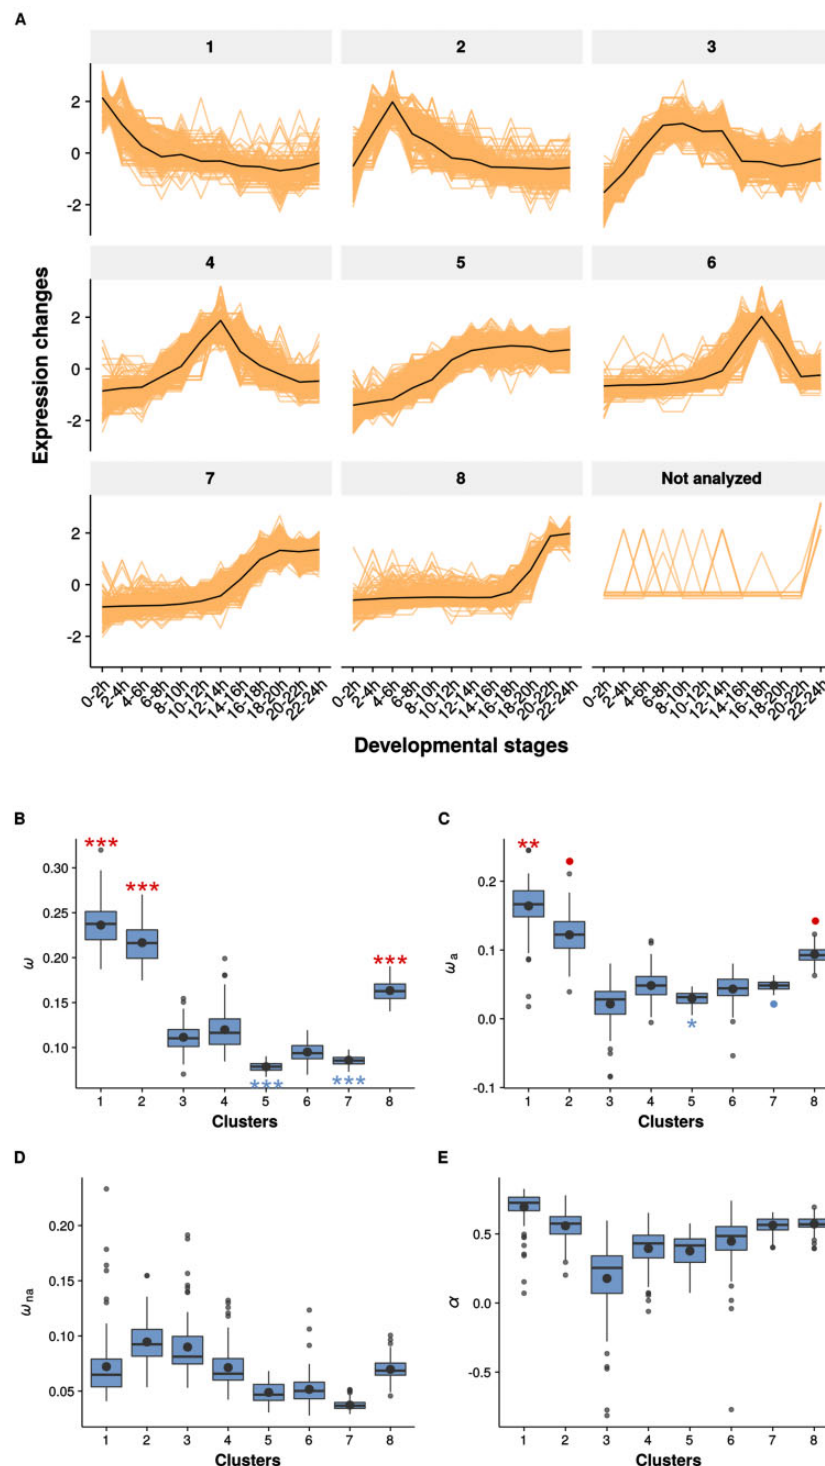 A
1 2 3
2
0
-2
4 5 6
2
0
-2
7 8 Not analyzed
2
0
-2
Expression changes
0-2h 2-4h 4-6h 6-8h 8-10h 10-12h 12-14h 14-16h 16-18h 18-20h 20-22h 22-24h
0-2h 2-4h 4-6h 6-8h 8-10h 10-12h 12-14h 14-16h 16-18h 18-20h 20-22h 22-24h
0-2h 2-4h 4-6h 6-8h 8-10h 10-12h 12-14h 14-16h 16-18h 18-20h 20-22h 22-24h
Developmental stages
B
***
***
***
***
***
0.30
0.25
0.20
0.15
0.10
ω
1 2 3 4 5 6 7 8
Clusters
C
**
*
0.2
0.1
0.0
-0.1
ωa
1 2 3 4 5 6 7 8
Clusters
D
0.20
0.15
0.10
0.05
ωna
1 2 3 4 5 6 7 8
Clusters
E
0.5
0.0
-0.5
α
1 2 3 4 5 6 7 8
Clusters